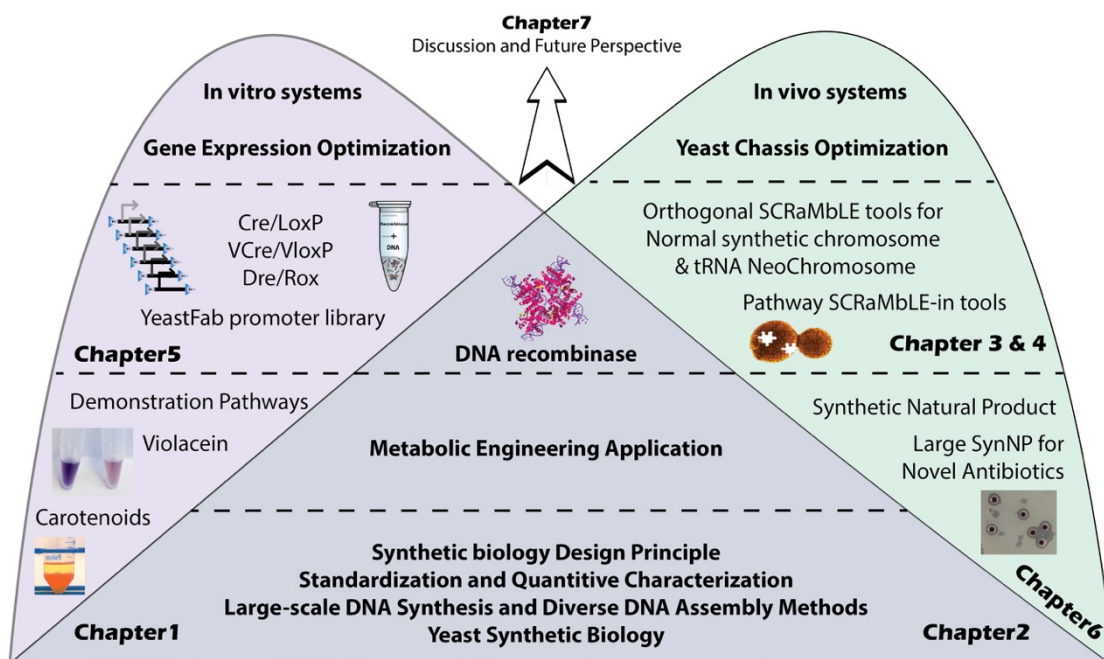 Chapter7
Discussion and Future Perspective
In vitro systems
Gene Expression Optimization
Cre/LoxP
VCre/VloxP
Dre/Rox
Recombinase
+
DNA
YeastFab promoter library
Chapter5
Demonstration Pathways
Violacein
Carotenoids
In vivo systems
Yeast Chassis Optimization
Orthogonal SCRaMbLE tools for
Normal synthetic chromosome
& tRNA NeoChromosome
Pathway SCRaMbLE-in tools
Chapter 3 & 4
Synthetic Natural Product
Large SynNP for
Novel Antibiotics
Chapter6
DNA recombinase
Metabolic Engineering Application
Synthetic biology Design Principle
Standardization and Quantitive Characterization
Large-scale DNA Synthesis and Diverse DNA Assembly Methods
Yeast Synthetic Biology
Chapter1
Chapter2